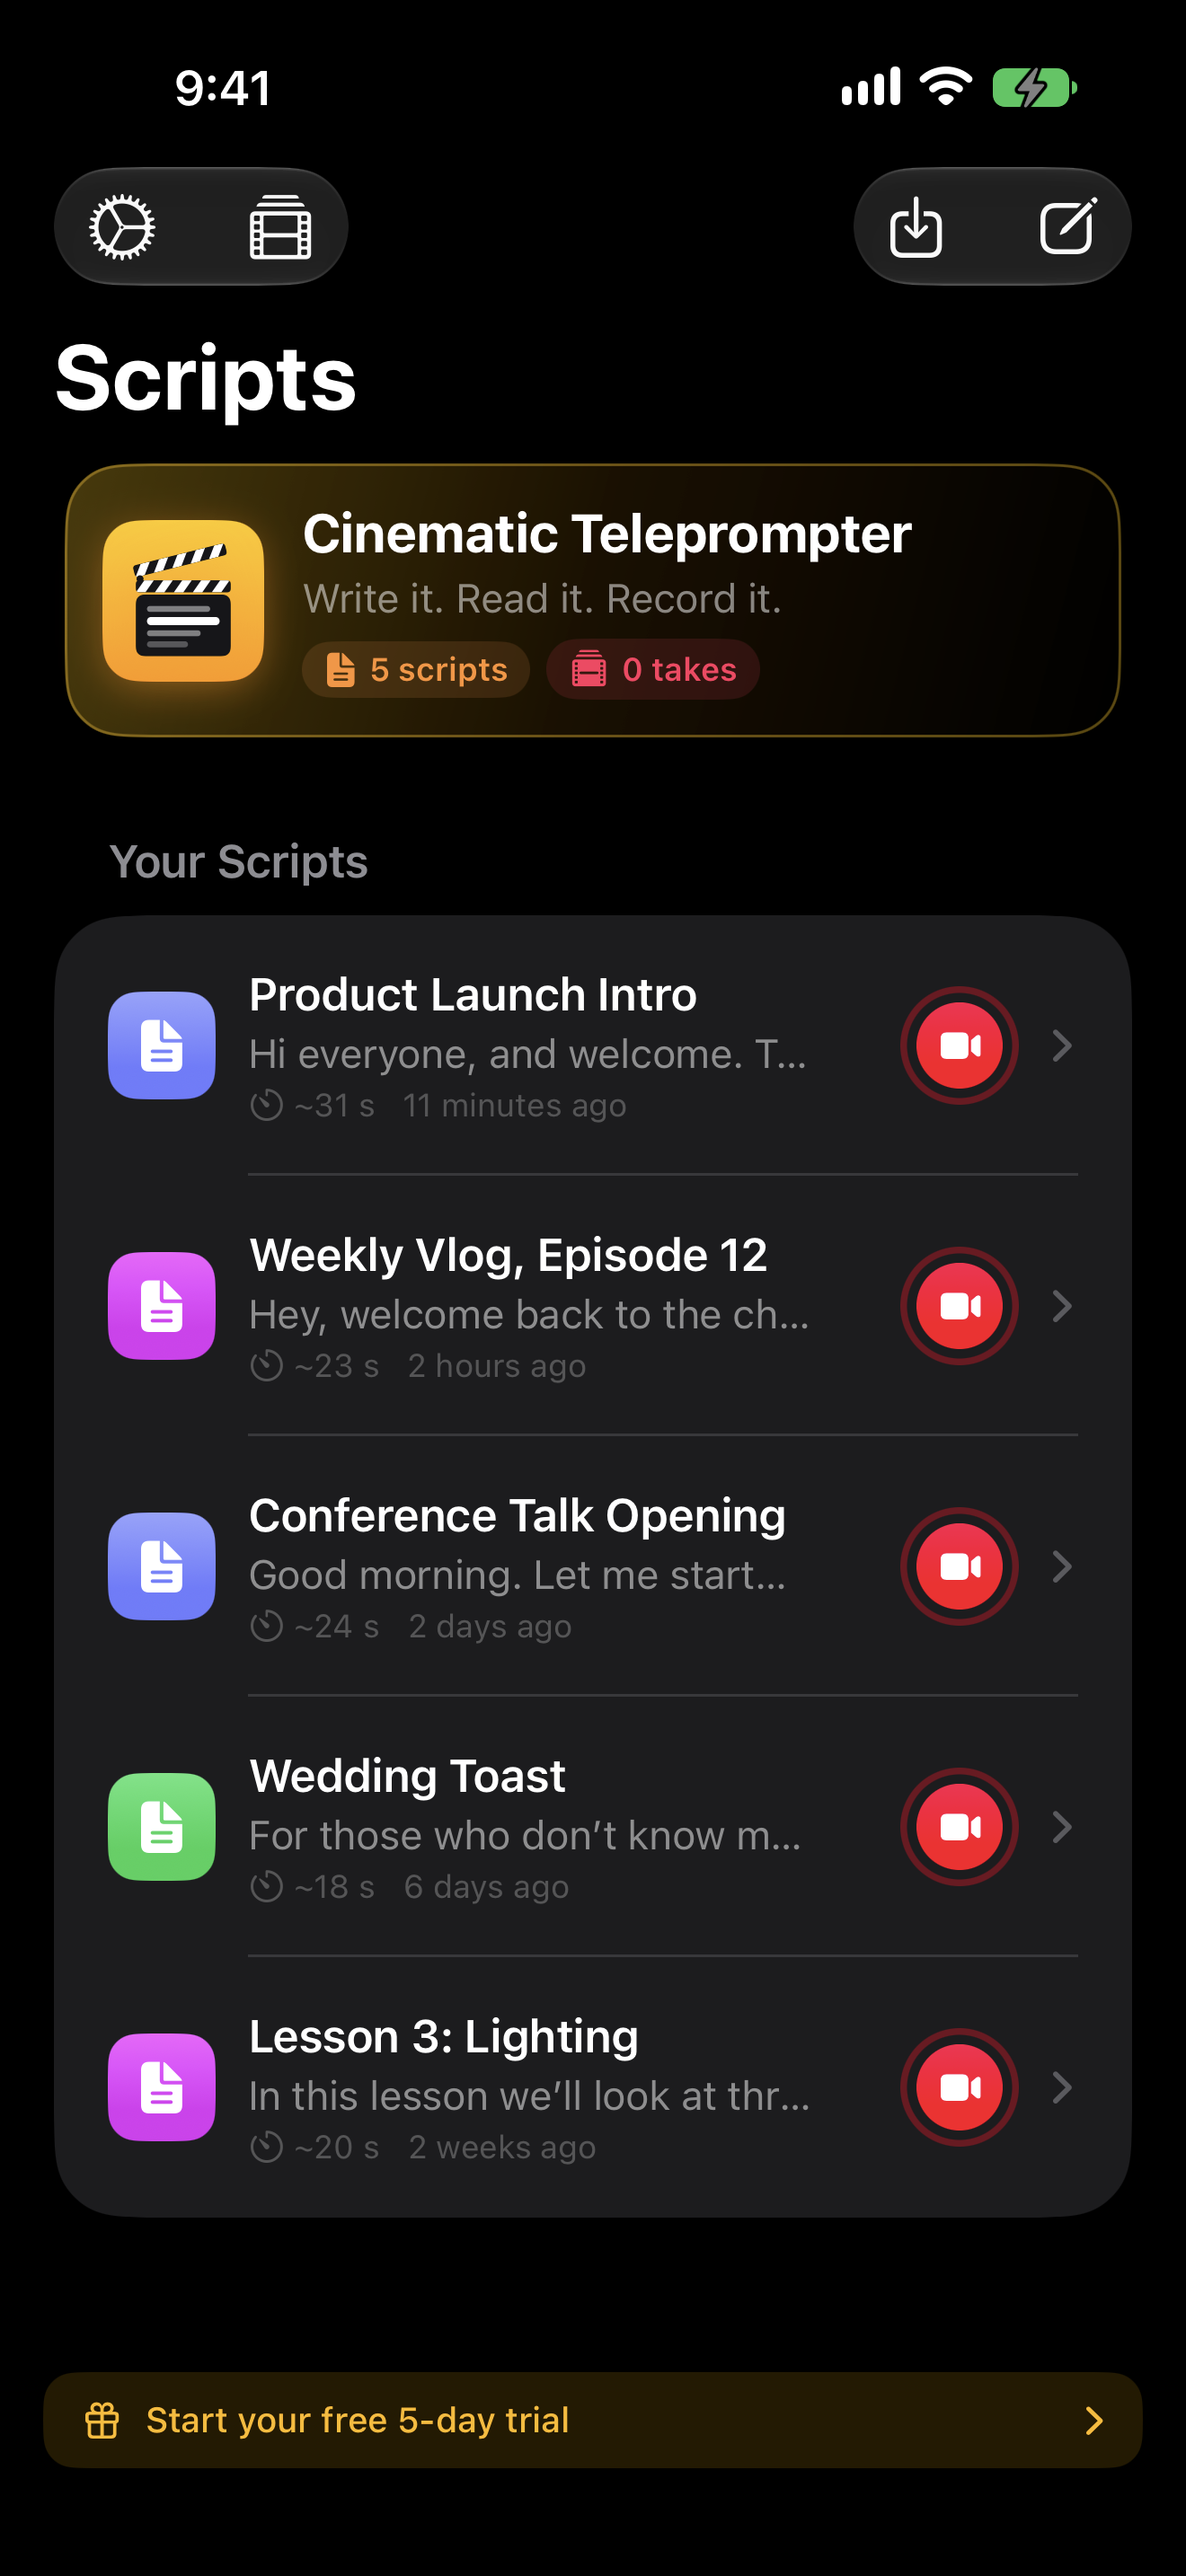 9:41
Scripts
Cinematic Teleprompter
Write it. Read it. Record it.
5 scripts
0 takes
Your Scripts
Product Launch Intro
Hi everyone, and welcome. T...
~31 s 11 minutes ago
Weekly Vlog, Episode 12
Hey, welcome back to the ch...
~23 s 2 hours ago
Conference Talk Opening
Good morning. Let me start...
~24 s 2 days ago
Wedding Toast
For those who don’t know m...
~18 s 6 days ago
Lesson 3: Lighting
In this lesson we’ll look at thr...
~20 s 2 weeks ago
Start your free 5-day trial